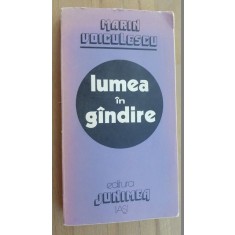 MARIN
VOICULESCU
lumea
în
gîndire
editura
JUNIMEA
IAȘI